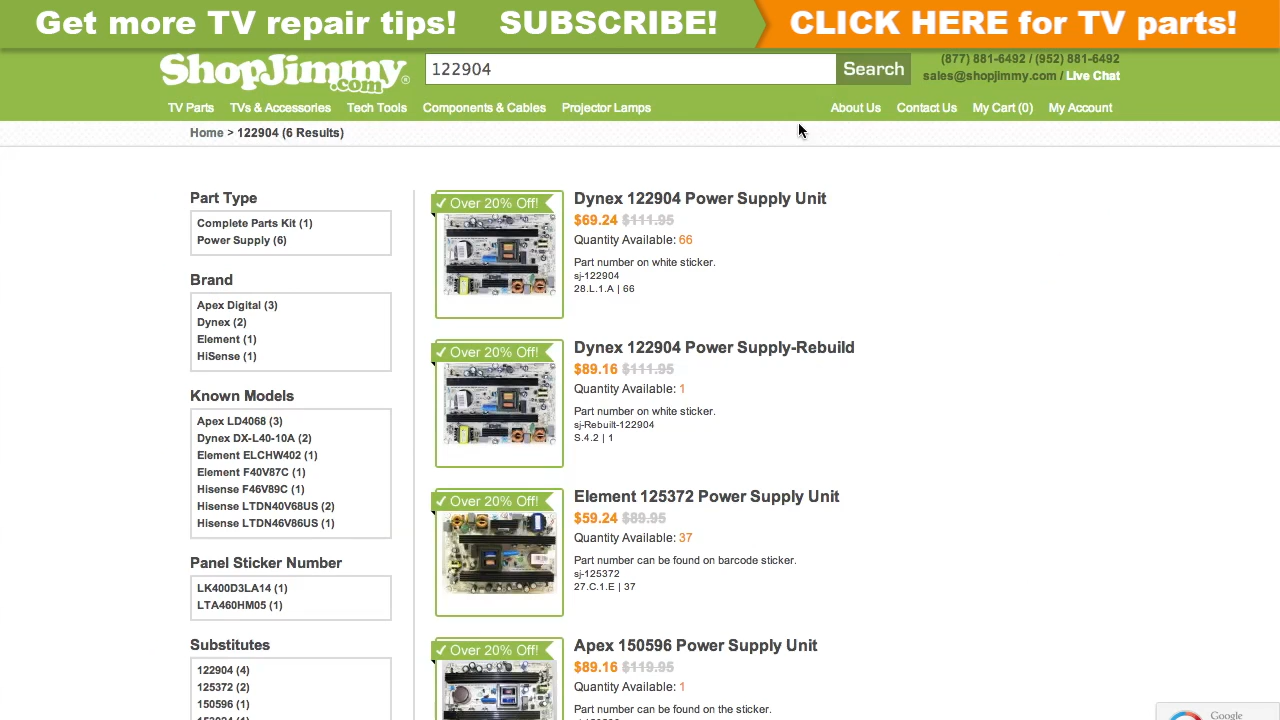 Get more TV repair tips! SUBSCRIBE! CLICK HERE for TV parts!
ShopJimmy.com®
122904 Search
(877) 881-6492 / (952) 881-6492
sales@shopjimmy.com / Live Chat
TV Parts TVs & Accessories Tech Tools Components & Cables Projector Lamps About Us Contact Us My Cart (0) My Account
Home > 122904 (6 Results)
Part Type
Complete Parts Kit (1)
Power Supply (6)
Brand
Apex Digital (3)
Dynex (2)
Element (1)
HiSense (1)
Known Models
Apex LD4068 (3)
Dynex DX-L40-10A (2)
Element ELCHW402 (1)
Element F40V87C (1)
Hisense F46V89C (1)
Hisense LTDN40V68US (2)
Hisense LTDN46V86US (1)
Panel Sticker Number
LK400D3LA14 (1)
LTA460HM05 (1)
Substitutes
122904 (4)
125372 (2)
150596 (1)
✓ Over 20% Off!
Dynex 122904 Power Supply Unit
$69.24 $111.95
Quantity Available: 66
Part number on white sticker.
sj-122904
28.L.1.A | 66
✓ Over 20% Off!
Dynex 122904 Power Supply-Rebuild
$89.16 $111.95
Quantity Available: 1
Part number on white sticker.
sj-Rebuilt-122904
S.4.2 | 1
✓ Over 20% Off!
Element 125372 Power Supply Unit
$59.24 $89.95
Quantity Available: 37
Part number can be found on barcode sticker.
sj-125372
27.C.1.E | 37
✓ Over 20% Off!
Apex 150596 Power Supply Unit
$89.16 $119.95
Quantity Available: 1
Part number can be found on the sticker.
Google